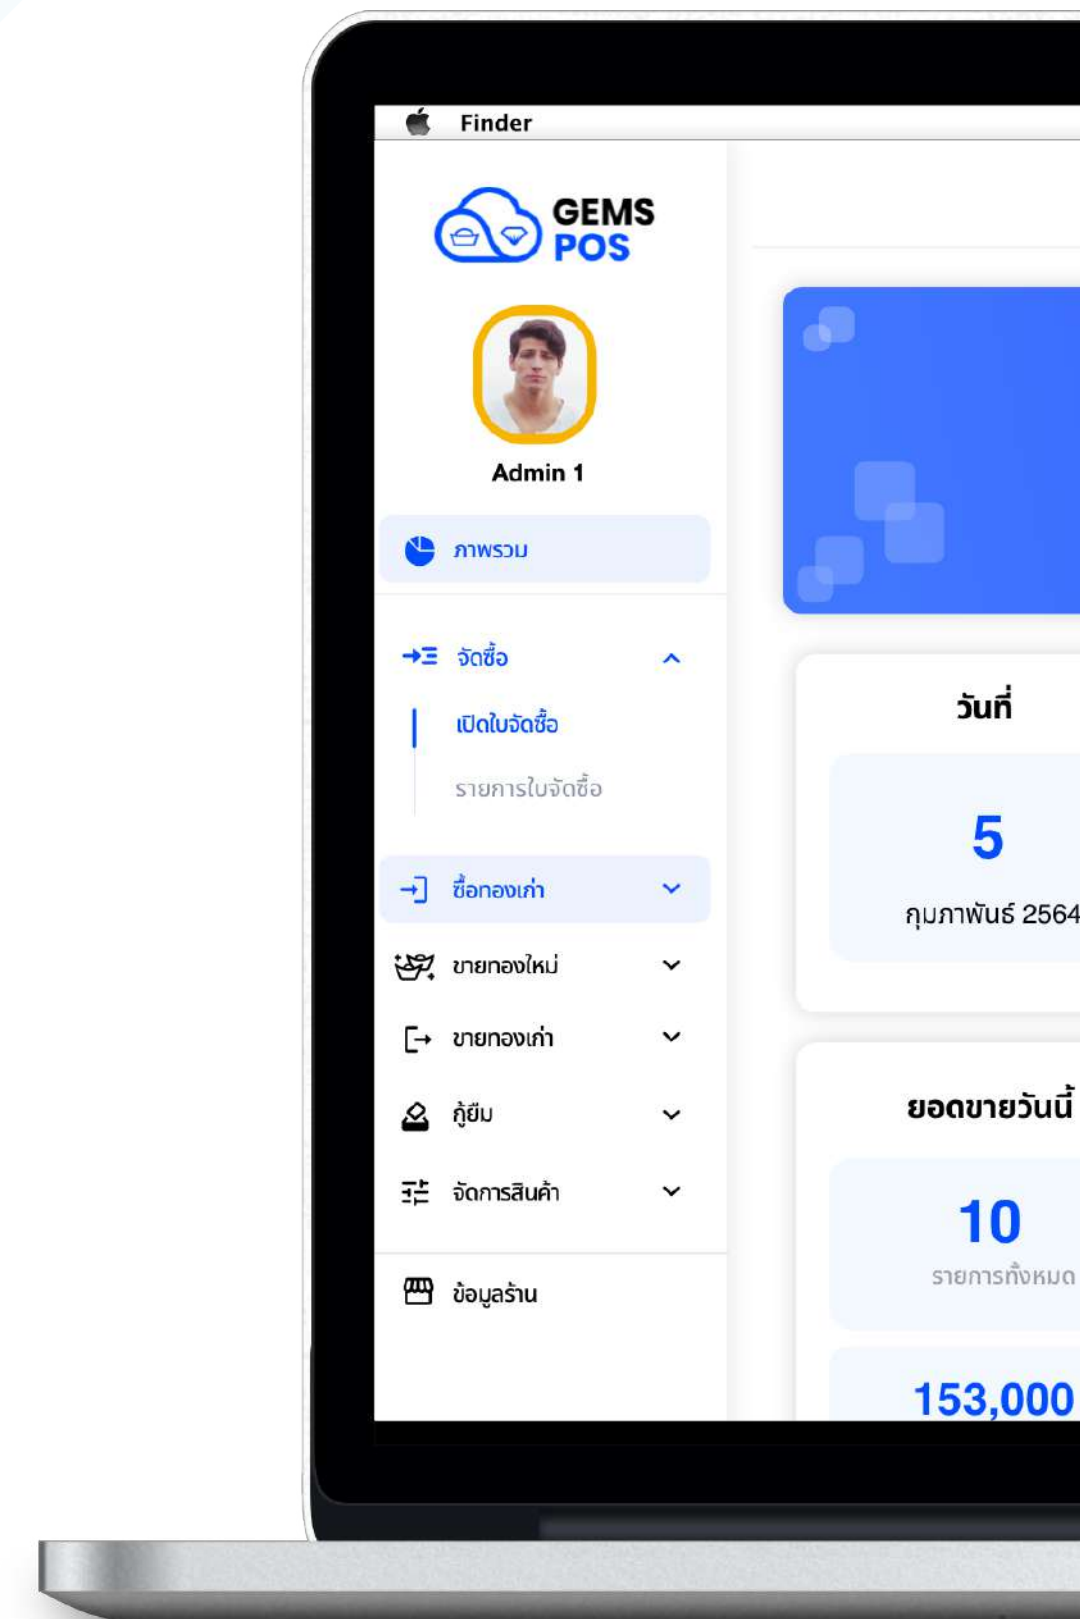 Finder
GEMS
POS
Admin 1
ภาพรวม
จัดซื้อ
เปิดใบจัดซื้อ
รายการใบจัดซื้อ
ซื้อทองเก่า
ขายทองใหม่
ขายทองเก่า
กู้ยืม
จัดการสินค้า
ข้อมูลร้าน
วันที่
5
กุมภาพันธ์ 2564
ยอดขายวันนี้
10
รายการทั้งหมด
153,000